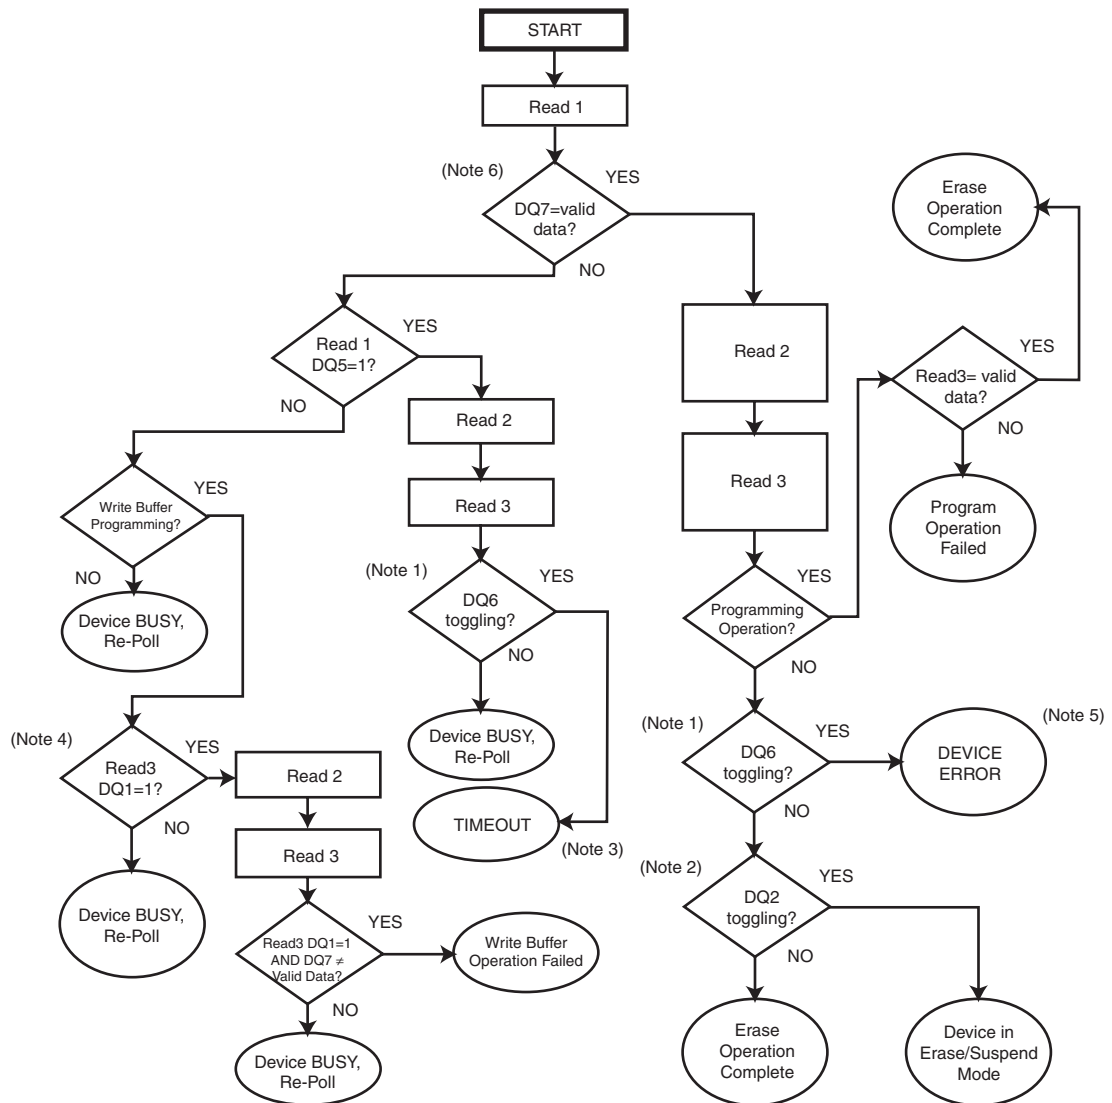 START
Read 1
(Note 6)
YES
DQ7=valid
data?
NO
Erase
Operation
Complete
Read 1
DQ5=1?
YES
NO
Read 2
Read3= valid
data?
YES
NO
Read 2
Read 3
Read 3
Program
Operation
Failed
Write Buffer
Programming?
YES
NO
Device BUSY,
Re-Poll
(Note 1)
DQ6
toggling?
YES
NO
Programming
Operation?
YES
NO
Device BUSY,
Re-Poll
TIMEOUT
(Note 3)
(Note 1)
DQ6
toggling?
YES
NO
DEVICE
ERROR
(Note 5)
(Note 4)
Read3
DQ1=1?
YES
NO
Read 2
Read 3
Device BUSY,
Re-Poll
Read3 DQ1=1
AND DQ7 ≠
Valid Data?
YES
NO
Write Buffer
Operation Failed
Device BUSY,
Re-Poll
(Note 2)
DQ2
toggling?
YES
NO
Erase
Operation
Complete
Device in
Erase/Suspend
Mode